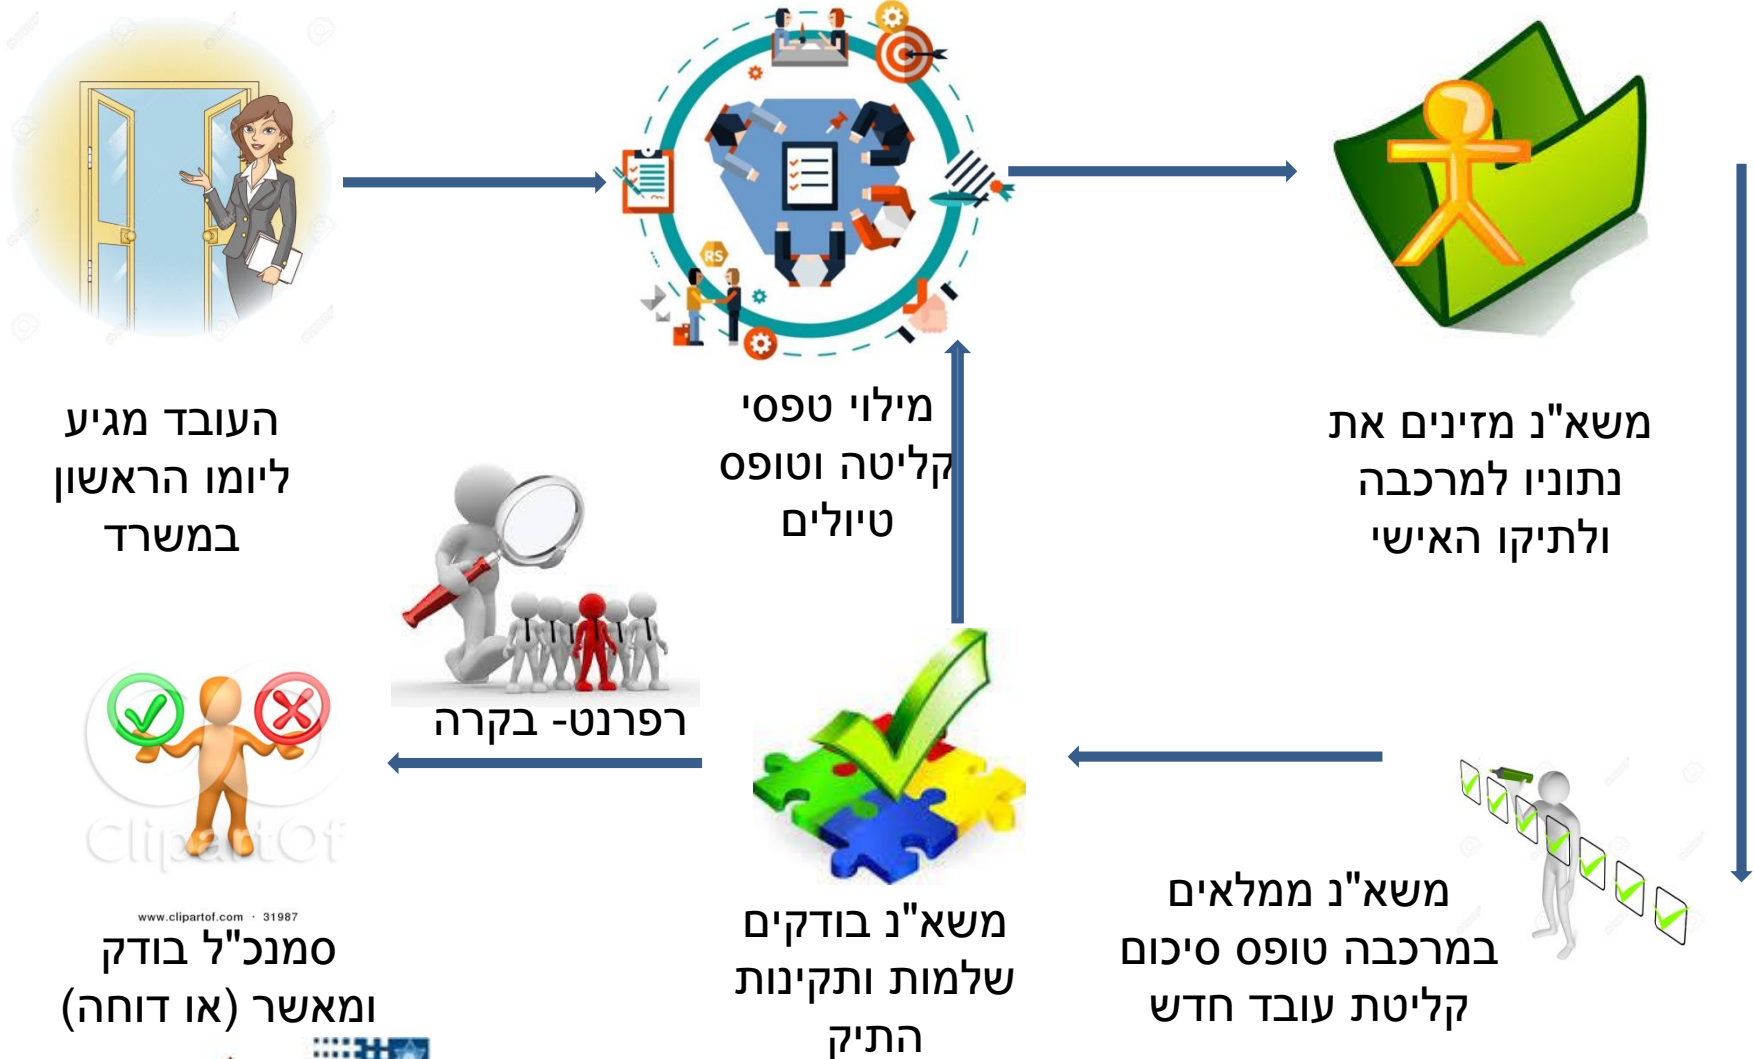 העובד מגיע
ליומו הראשון
במשרד
RS
מילוי טפסי
קליטה וטופס
טיולים
משא"נ מזינים את
נתוניו למרכבה
ולתיקו האישי
משא"נ ממלאים
במרכבה טופס סיכום
קליטת עובד חדש
משא"נ בודקים
שלמות ותקינות
התיק
רפרנט- בקרה
ClipartOf
www.clipartof.com · 31987
סמנכ"ל בודק
ומאשר (או דוחה)